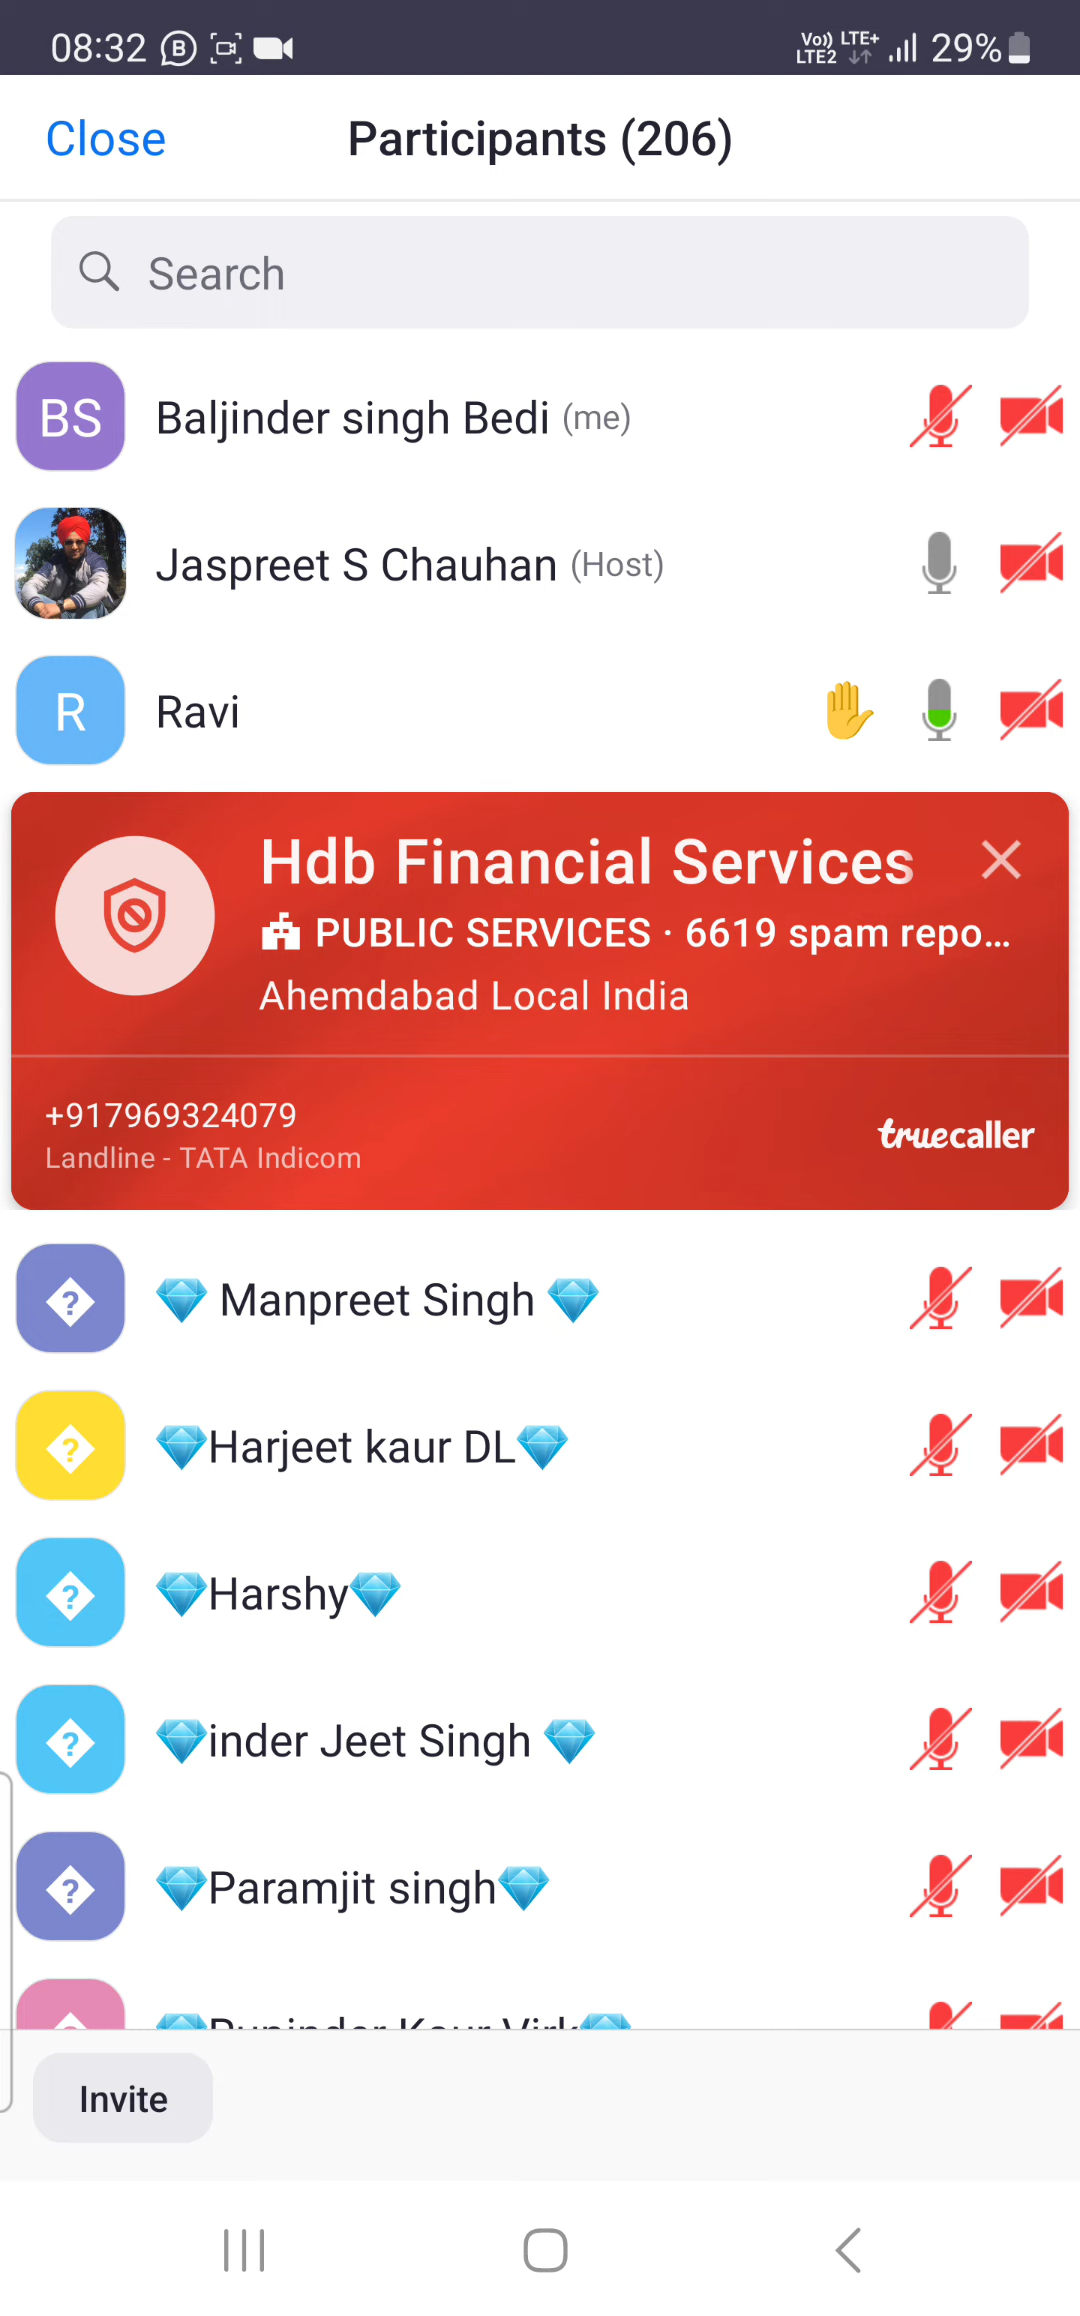 08:32
Vo)) LTE+
LTE2
29%
Close
Participants (206)
Search
BS
Baljinder singh Bedi (me)
Jaspreet S Chauhan (Host)
R
Ravi
Hdb Financial Services
PUBLIC SERVICES · 6619 spam repo...
Ahemdabad Local India
+917969324079
Landline - TATA Indicom
truecaller
💎 Manpreet Singh 💎
💎Harjeet kaur DL💎
💎Harshy💎
💎inder Jeet Singh 💎
💎Paramjit singh💎
Invite